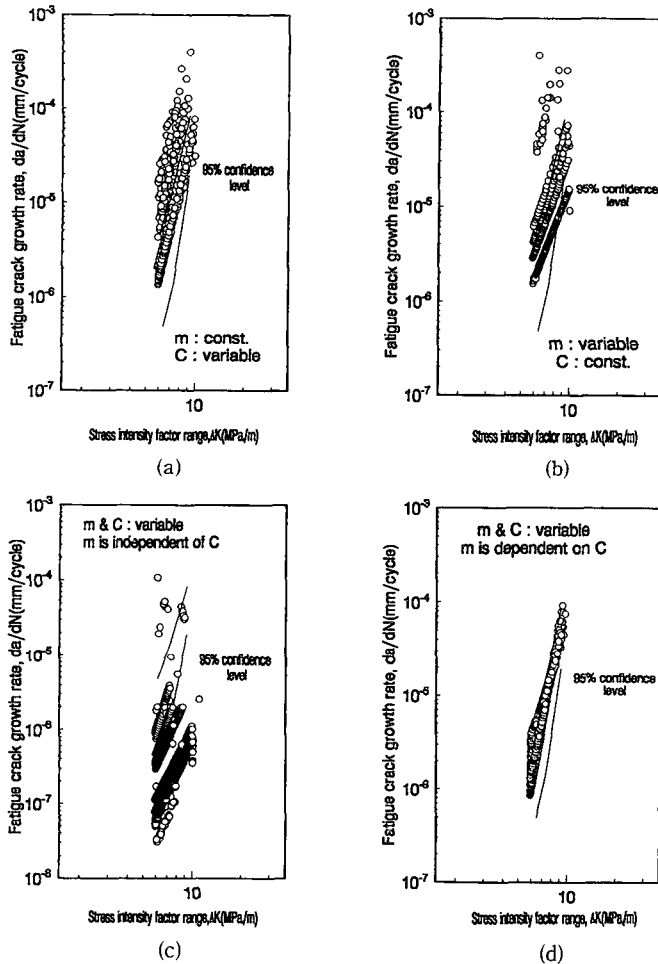 Fatigue crack growth rate, da/dN(mm/cycle)
10-3
10-4
10-5
10-6
10-7
95% confidence
level
m : const.
C : variable
10
Stress intensity factor range,ΔK(MPa/m)
(a)
Fatigue crack growth rate, da/dN(mm/cycle)
10-3
10-4
10-5
10-6
10-7
95% confidence
level
m : variable
C : const.
10
Stress intensity factor range, ΔK(MPa/m)
(b)
Fatigue crack growth rate, da/dN(mm/cycle)
10-3
10-4
10-5
10-6
10-7
10-8
m & C : variable
m is independent of C
95% confidence
level
10
Stress intensity factor range,ΔK(MPa/m)
(c)
Fatigue crack growth rate, da/dN(mm/cycle)
10-3
10-4
10-5
10-6
10-7
m & C : variable
m is dependent on C
95% confidence
level
10
Stress intensity factor range, ΔK(MPa/m)
(d)